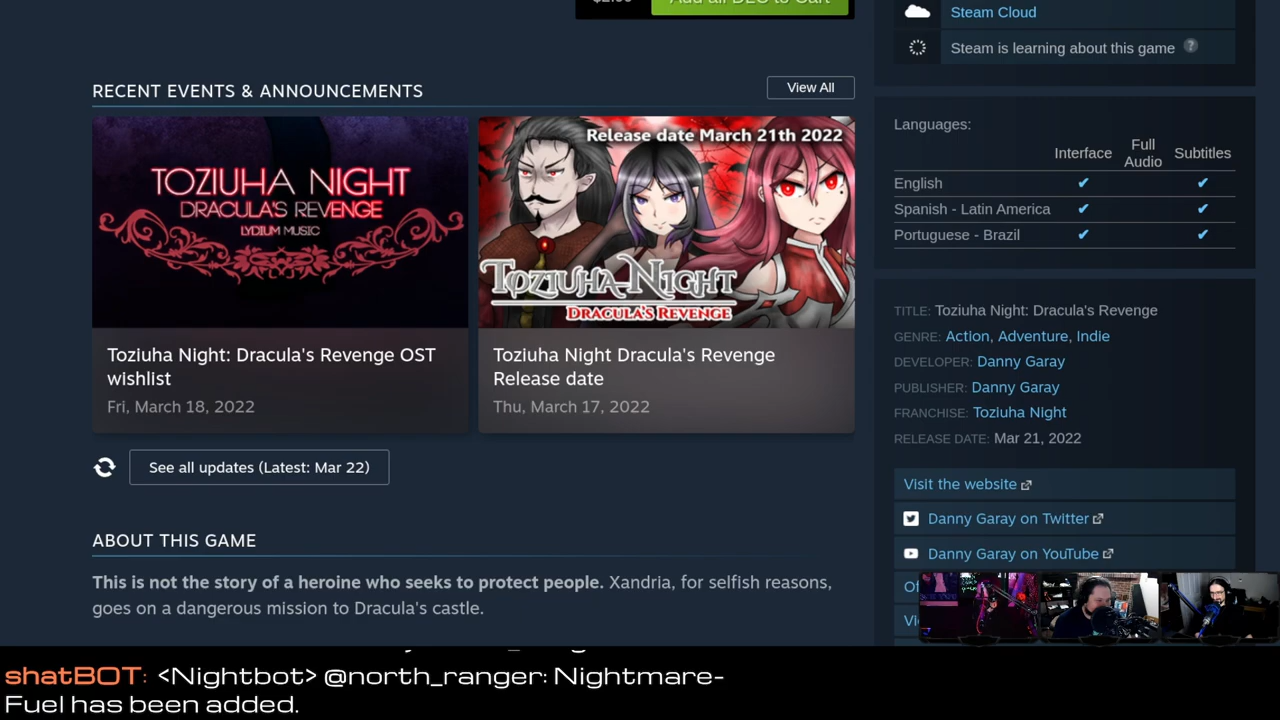 Add all DLC to Cart
Steam Cloud
Steam is learning about this game ?
RECENT EVENTS & ANNOUNCEMENTS
View All
TOZIUHA NIGHT
DRACULA'S REVENGE
LYDIUM MUSIC
Release date March 21th 2022
TOZIUHA NIGHT
DRACULA'S REVENGE
Toziuha Night: Dracula's Revenge OST
wishlist
Fri, March 18, 2022
Toziuha Night Dracula's Revenge
Release date
Thu, March 17, 2022
See all updates (Latest: Mar 22)
ABOUT THIS GAME
This is not the story of a heroine who seeks to protect people. Xandria, for selfish reasons,
goes on a dangerous mission to Dracula's castle.
Languages:
Interface Full Audio Subtitles
English ✔ ✔
Spanish - Latin America ✔ ✔
Portuguese - Brazil ✔ ✔
TITLE: Toziuha Night: Dracula's Revenge
GENRE: Action, Adventure, Indie
DEVELOPER: Danny Garay
PUBLISHER: Danny Garay
FRANCHISE: Toziuha Night
RELEASE DATE: Mar 21, 2022
Visit the website
Danny Garay on Twitter
Danny Garay on YouTube
shatBOT: <Nightbot> @north_ranger: Nightmare-
Fuel has been added.